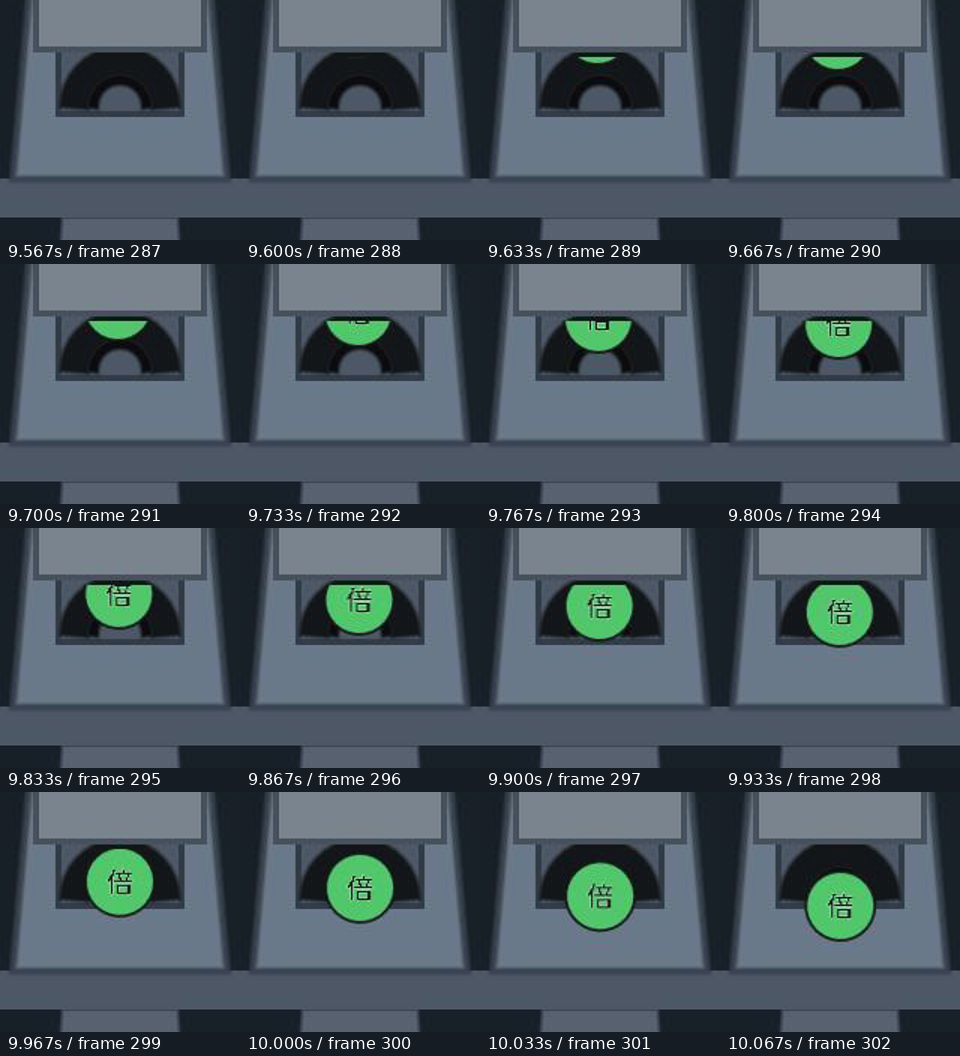 9.567s / frame 287
9.600s / frame 288
9.633s / frame 289
9.667s / frame 290
倍
9.700s / frame 291
9.733s / frame 292
9.767s / frame 293
9.800s / frame 294
倍
倍
倍
倍
9.833s / frame 295
9.867s / frame 296
9.900s / frame 297
9.933s / frame 298
倍
倍
倍
倍
9.967s / frame 299
10.000s / frame 300
10.033s / frame 301
10.067s / frame 302